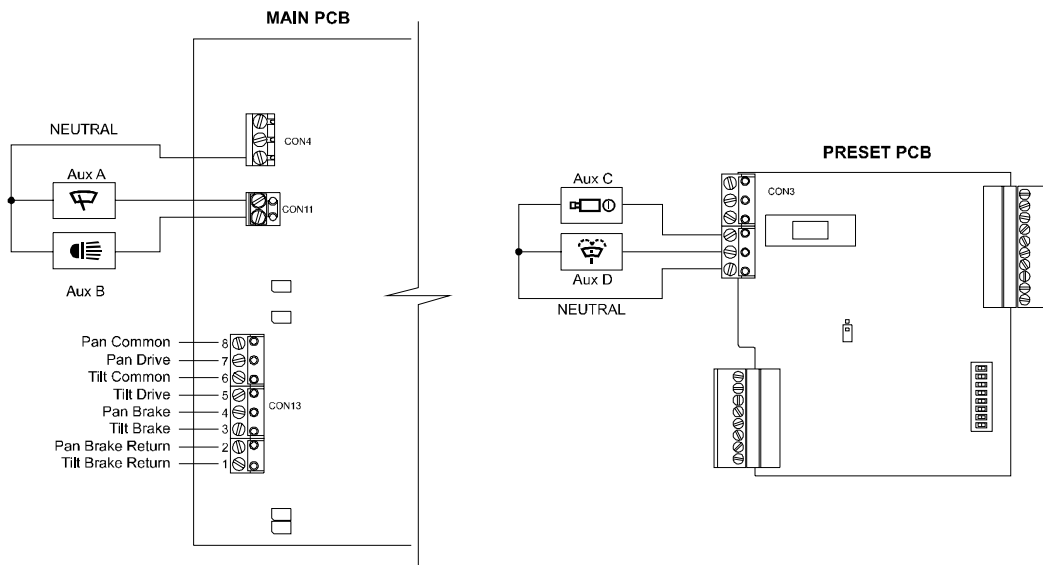 MAIN PCB
NEUTRAL
CON4
Aux A
CON11
Aux B
Pan Common 8
Pan Drive 7
Tilt Common 6
Tilt Drive 5
Pan Brake 4
Tilt Brake 3
Pan Brake Return 2
Tilt Brake Return 1
CON13
PRESET PCB
Aux C
CON3
Aux D
NEUTRAL